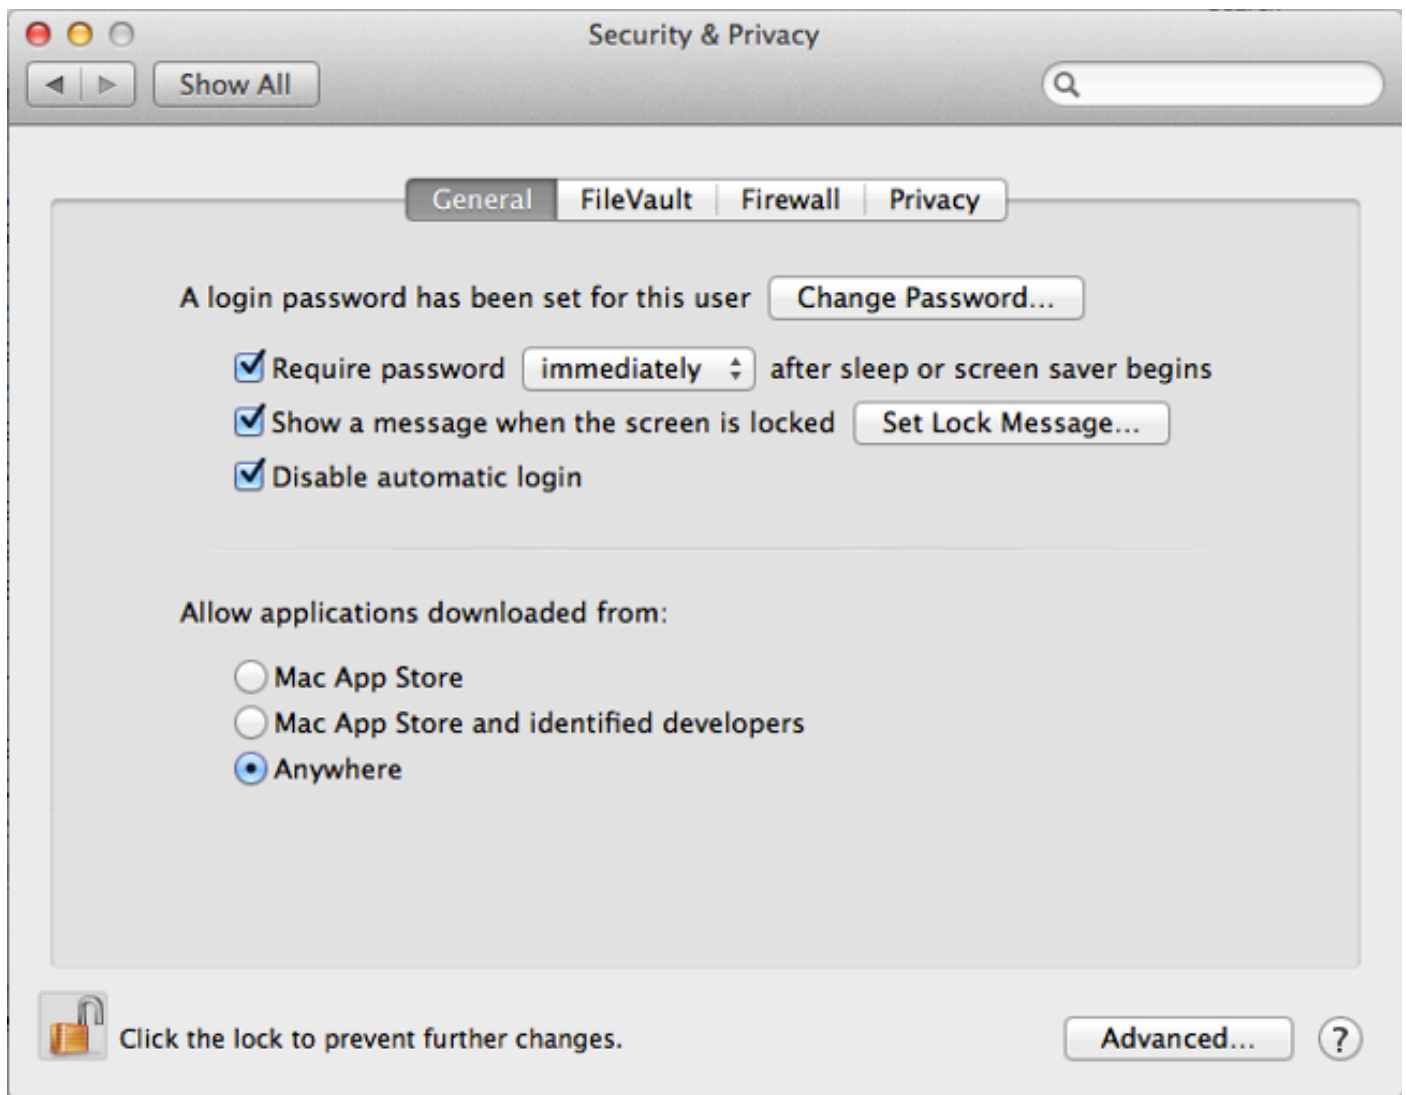 Security & Privacy
Show All
General FileVault Firewall Privacy
A login password has been set for this user Change Password...
Require password immediately after sleep or screen saver begins
Show a message when the screen is locked Set Lock Message...
Disable automatic login
Allow applications downloaded from:
Mac App Store
Mac App Store and identified developers
Anywhere
Click the lock to prevent further changes. Advanced... ?